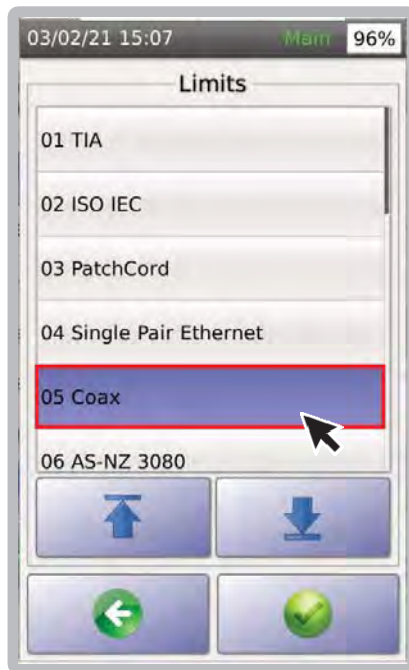 03/02/21 15:07 Main 96%
Limits
01 TIA
02 ISO IEC
03 PatchCord
04 Single Pair Ethernet
05 Coax
06 AS-NZ 3080